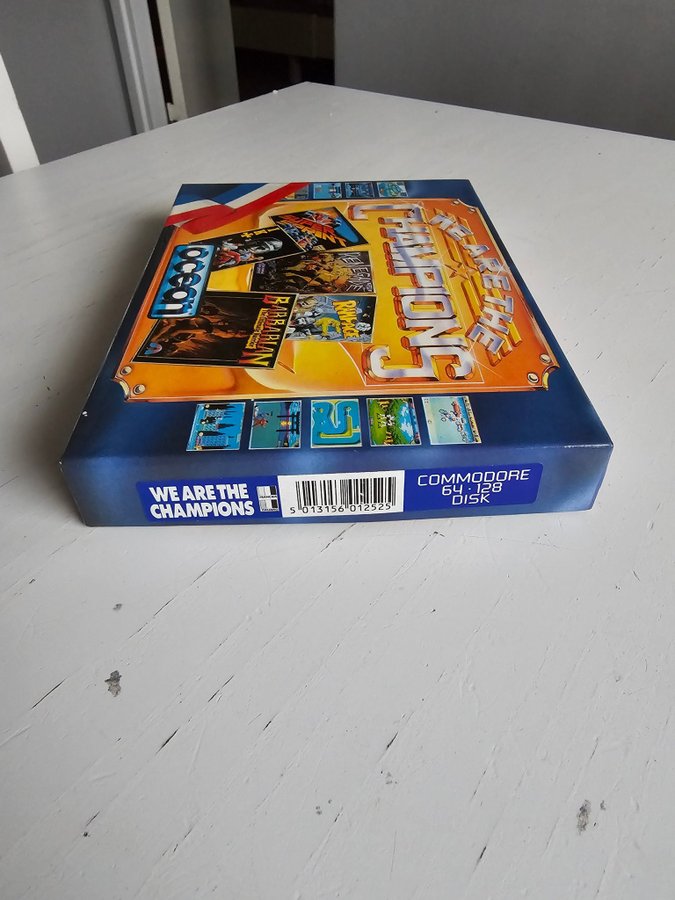 WE ARE THE
CHAMPIONS
ocean
RAMPAGE
BARBARIAN
WE ARE THE
CHAMPIONS
5 013156 012525
COMMODORE
64·128
DISK